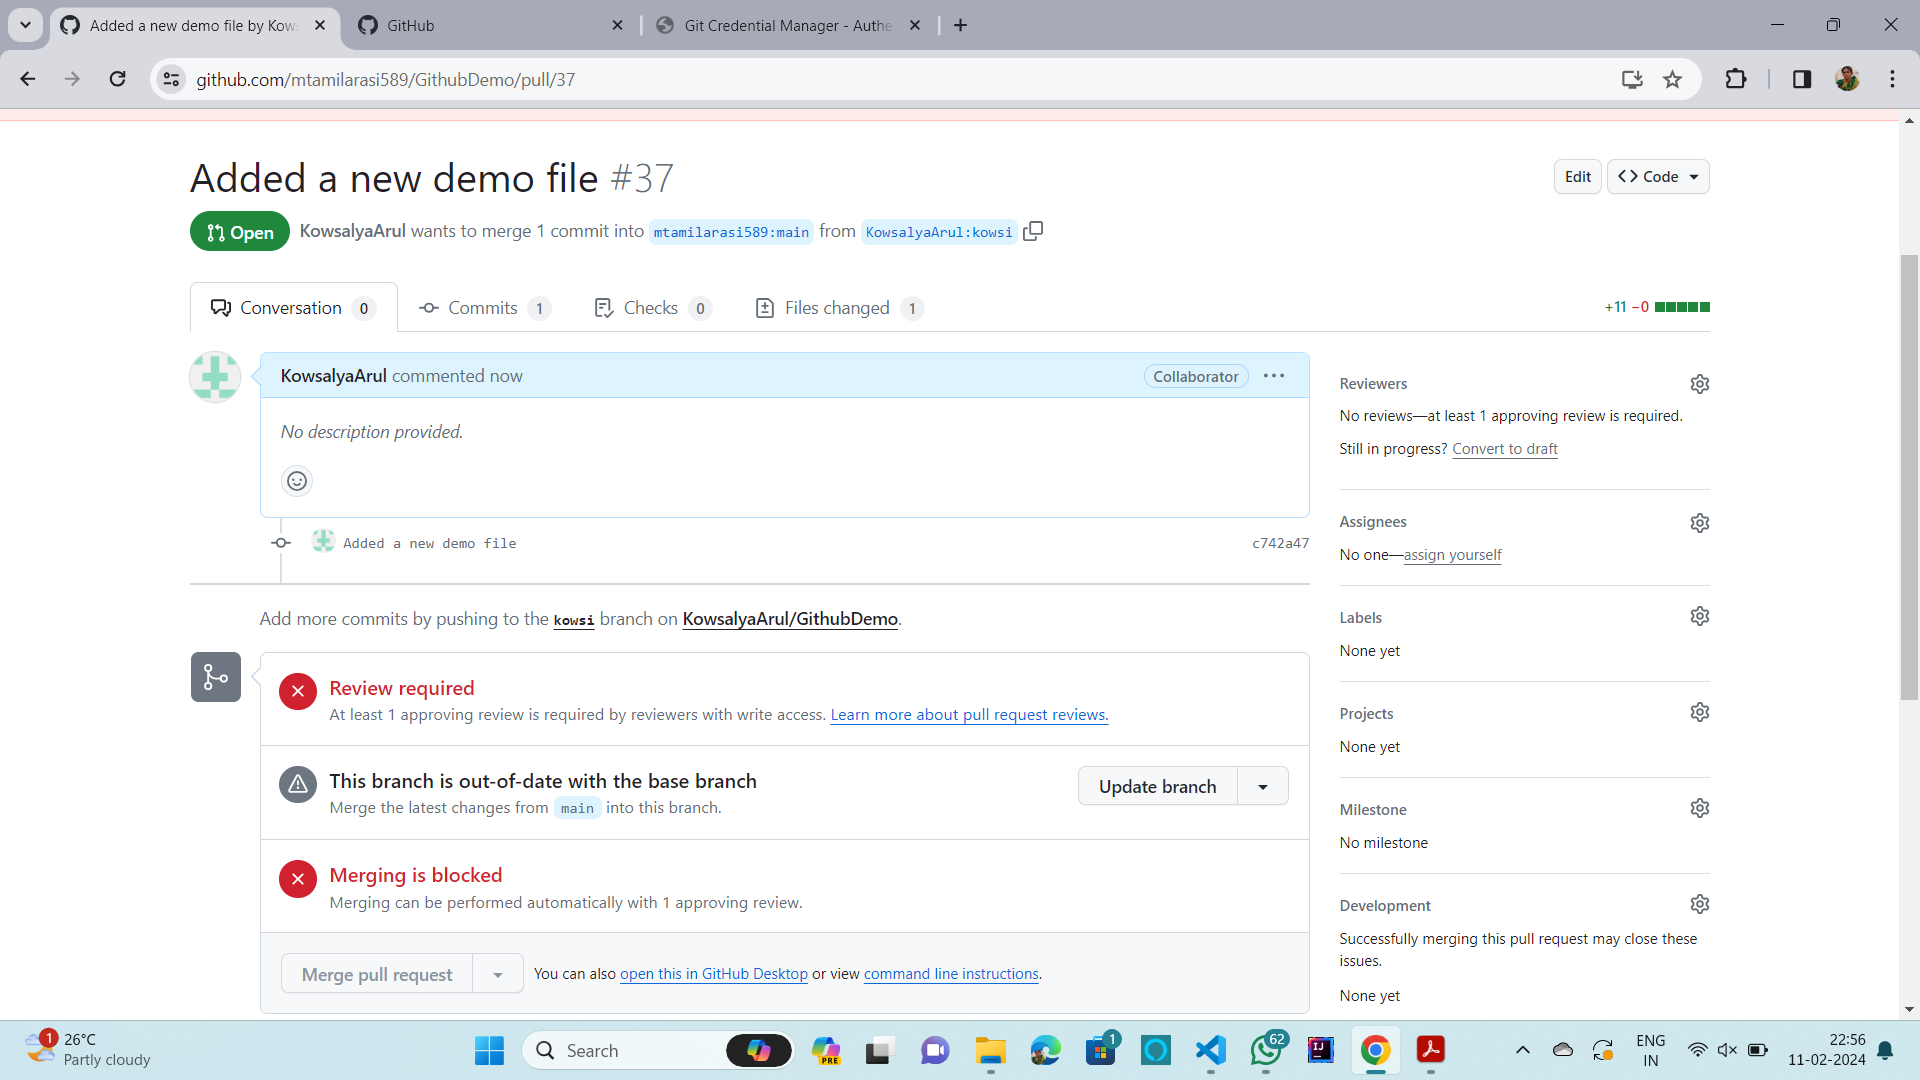 Added a new demo file by Kows
GitHub
Git Credential Manager - Authe
github.com/mtamilarasi589/GithubDemo/pull/37
Added a new demo file #37
Edit
Code
Open
KowsalyaArul wants to merge 1 commit into mtamilarasi589:main from KowsalyaArul:kowsi
Conversation 0
Commits 1
Checks 0
Files changed 1
+11 −0
KowsalyaArul commented now
Collaborator
No description provided.
Added a new demo file
c742a47
Add more commits by pushing to the kowsi branch on KowsalyaArul/GithubDemo.
Review required
At least 1 approving review is required by reviewers with write access. Learn more about pull request reviews.
This branch is out-of-date with the base branch
Merge the latest changes from main into this branch.
Update branch
Merging is blocked
Merging can be performed automatically with 1 approving review.
Merge pull request
You can also open this in GitHub Desktop or view command line instructions.
Reviewers
No reviews—at least 1 approving review is required.
Still in progress? Convert to draft
Assignees
No one—assign yourself
Labels
None yet
Projects
None yet
Milestone
No milestone
Development
Successfully merging this pull request may close these
issues.
None yet
1
26°C
Partly cloudy
Search
PRE
1
62
IJ
ENG
IN
22:56
11-02-2024